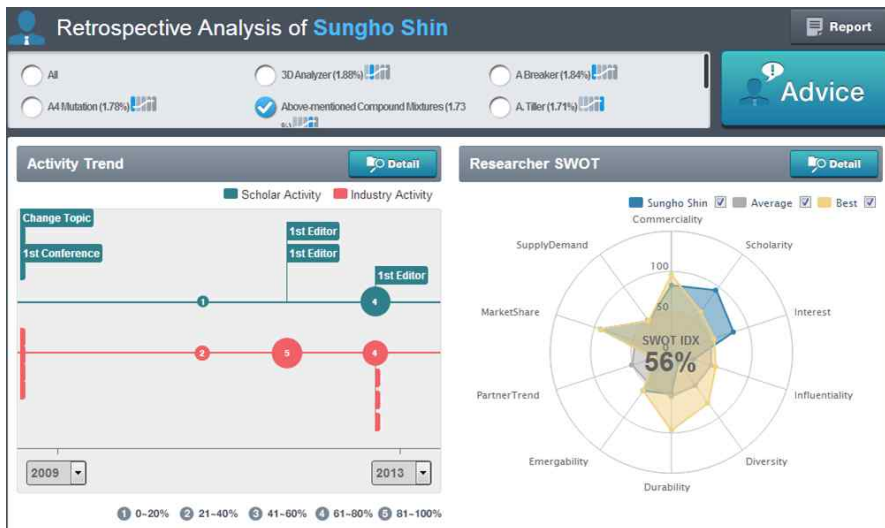 Retrospective Analysis of Sungho Shin
Report
All
3D Analyzer (1.88%)
A Breaker (1.84%)
A4 Mutation (1.78%)
Above-mentioned Compound Mixtures (1.73
A. Tiller (1.71%)
Advice
Activity Trend
Detail
Scholar Activity
Industry Activity
Change Topic
1st Conference
1st Editor
1st Editor
1st Editor
1
4
2
5
4
2009
2013
1 0~20% 2 21~40% 3 41~60% 4 61~80% 5 81~100%
Researcher SWOT
Detail
Sungho Shin
Average
Best
Commerciality
SupplyDemand
Scholarity
100
MarketShare
50
Interest
0
SWOT IDX
56%
PartnerTrend
Influentiality
Emergability
Diversity
Durability